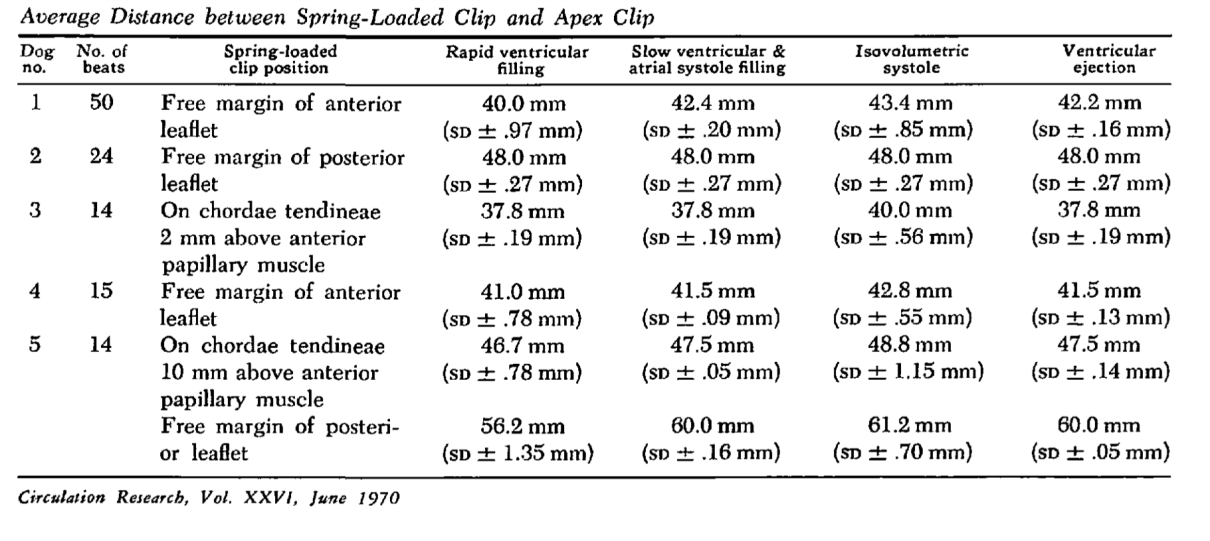 Average Distance between Spring-Loaded Clip and Apex Clip
Dog no. No. of beats Spring-loaded clip position Rapid ventricular filling Slow ventricular & atrial systole filling Isovolumetric systole Ventricular ejection
1 50 Free margin of anterior 40.0 mm 42.4 mm 43.4 mm 42.2 mm
leaflet (SD ± .97 mm) (SD ± .20 mm) (SD ± .85 mm) (SD ± .16 mm)
2 24 Free margin of posterior 48.0 mm 48.0 mm 48.0 mm 48.0 mm
leaflet (SD ± .27 mm) (SD ± .27 mm) (SD ± .27 mm) (SD ± .27 mm)
3 14 On chordae tendineae 37.8 mm 37.8 mm 40.0 mm 37.8 mm
2 mm above anterior (SD ± .19 mm) (SD ± .19 mm) (SD ± .56 mm) (SD ± .19 mm)
papillary muscle
4 15 Free margin of anterior 41.0 mm 41.5 mm 42.8 mm 41.5 mm
leaflet (SD ± .78 mm) (SD ± .09 mm) (SD ± .55 mm) (SD ± .13 mm)
5 14 On chordae tendineae 46.7 mm 47.5 mm 48.8 mm 47.5 mm
10 mm above anterior (SD ± .78 mm) (SD ± .05 mm) (SD ± 1.15 mm) (SD ± .14 mm)
papillary muscle
Free margin of posteri- 56.2 mm 60.0 mm 61.2 mm 60.0 mm
or leaflet (SD ± 1.35 mm) (SD ± .16 mm) (SD ± .70 mm) (SD ± .05 mm)
Circulation Research, Vol. XXVI, June 1970